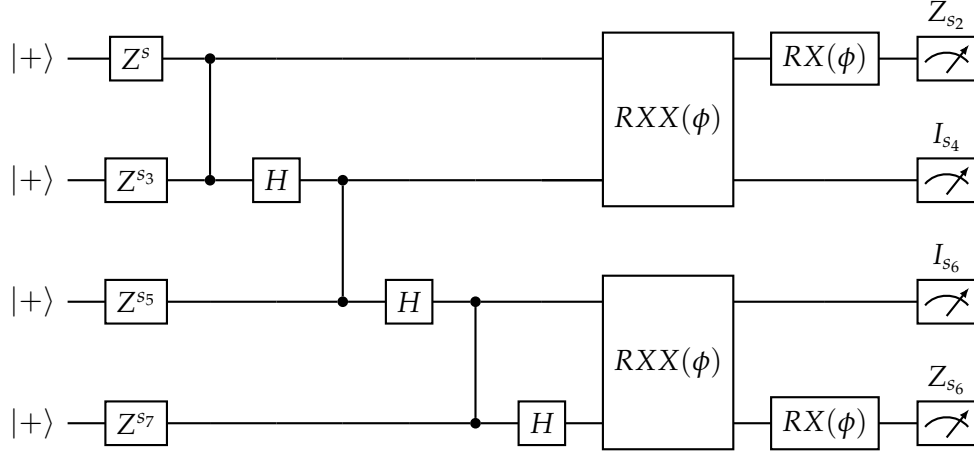 Z_{s_2}
|+⟩ Z^s RX(ϕ)
RXX(ϕ)
I_{s_4}
|+⟩ Z^{s_3} H
I_{s_6}
|+⟩ Z^{s_5} H
RXX(ϕ)
Z_{s_6}
|+⟩ Z^{s_7} H RX(ϕ)